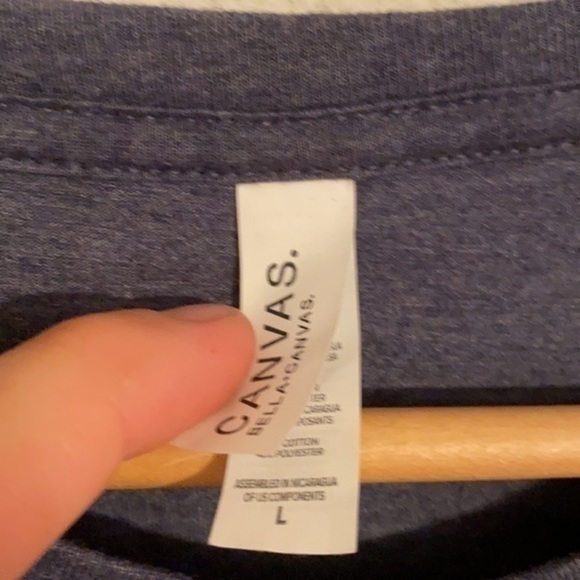 CANVAS.
BELLA+CANVAS.
COTTON
POLYESTER
ASSEMBLED IN NICARAGUA
OF US COMPONENTS
L